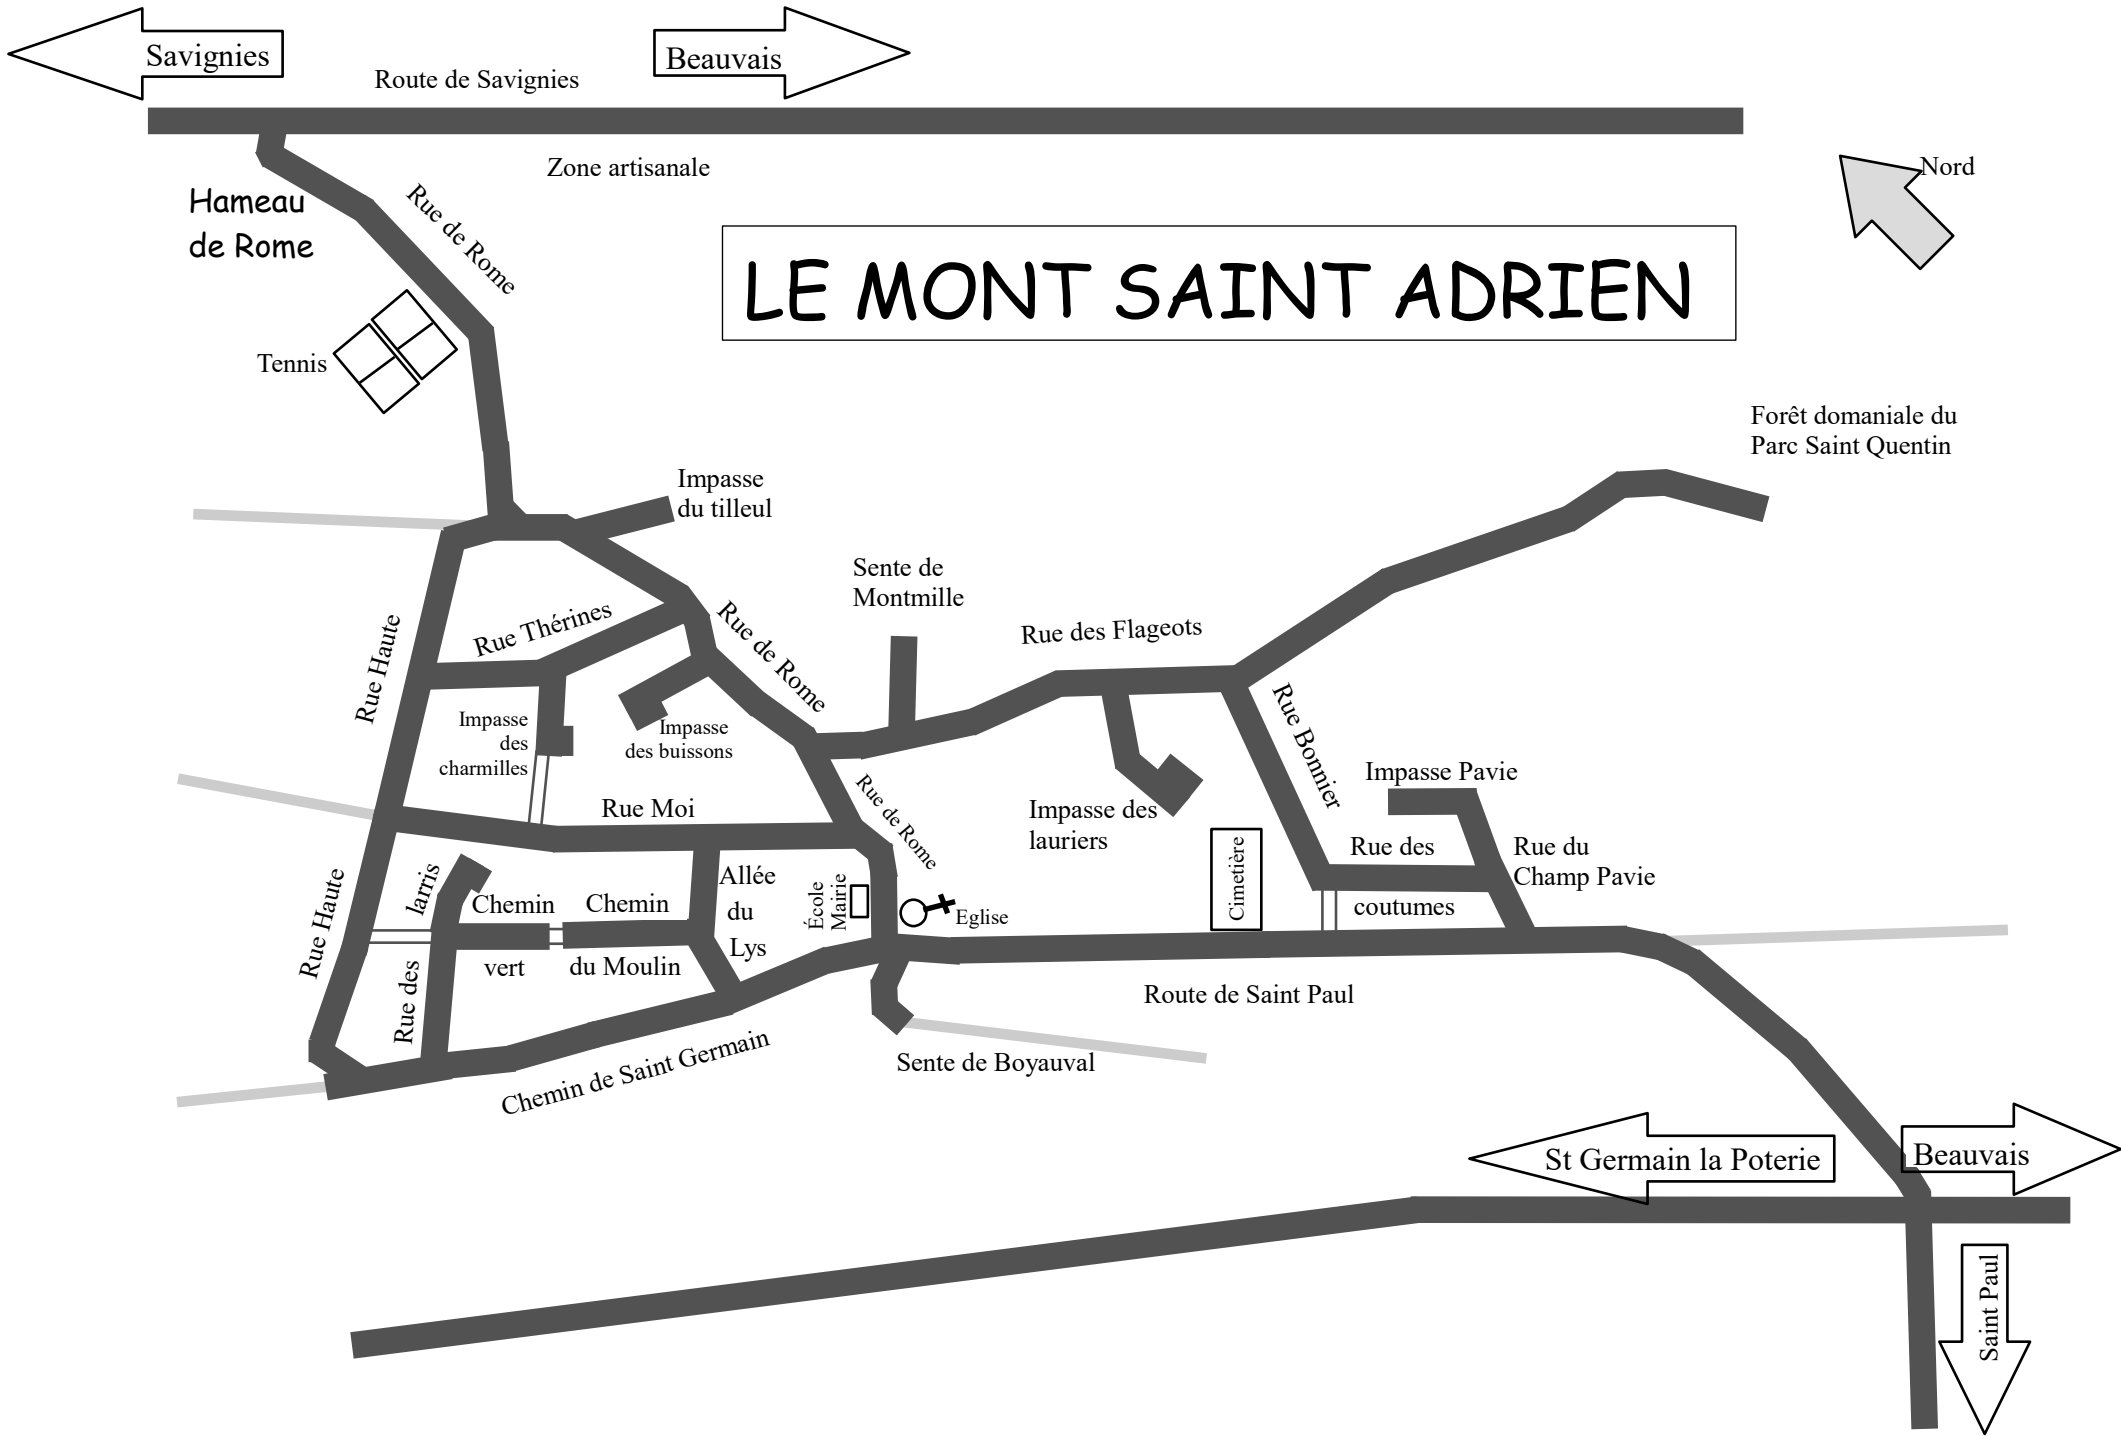 Savignies
Beauvais
Route de Savignies
Zone artisanale
Nord
Hameau
de Rome
Rue de Rome
LE MONT SAINT ADRIEN
Tennis
Forêt domaniale du
Parc Saint Quentin
Impasse
du tilleul
Sente de
Montmille
Rue Thérines
Rue de Rome
Rue des Flageots
Rue Haute
Impasse
des
charmilles
Impasse
des buissons
Rue Bonnier
Impasse Pavie
Rue Moi
Rue de Rome
Impasse des
lauriers
Cimetière
Rue des
coutumes
Rue du
Champ Pavie
Rue Haute
larris
Rue des
Chemin
vert
Chemin
du Moulin
Allée
du
Lys
École
Mairie
Eglise
Route de Saint Paul
Chemin de Saint Germain
Sente de Boyauval
St Germain la Poterie
Beauvais
Saint Paul